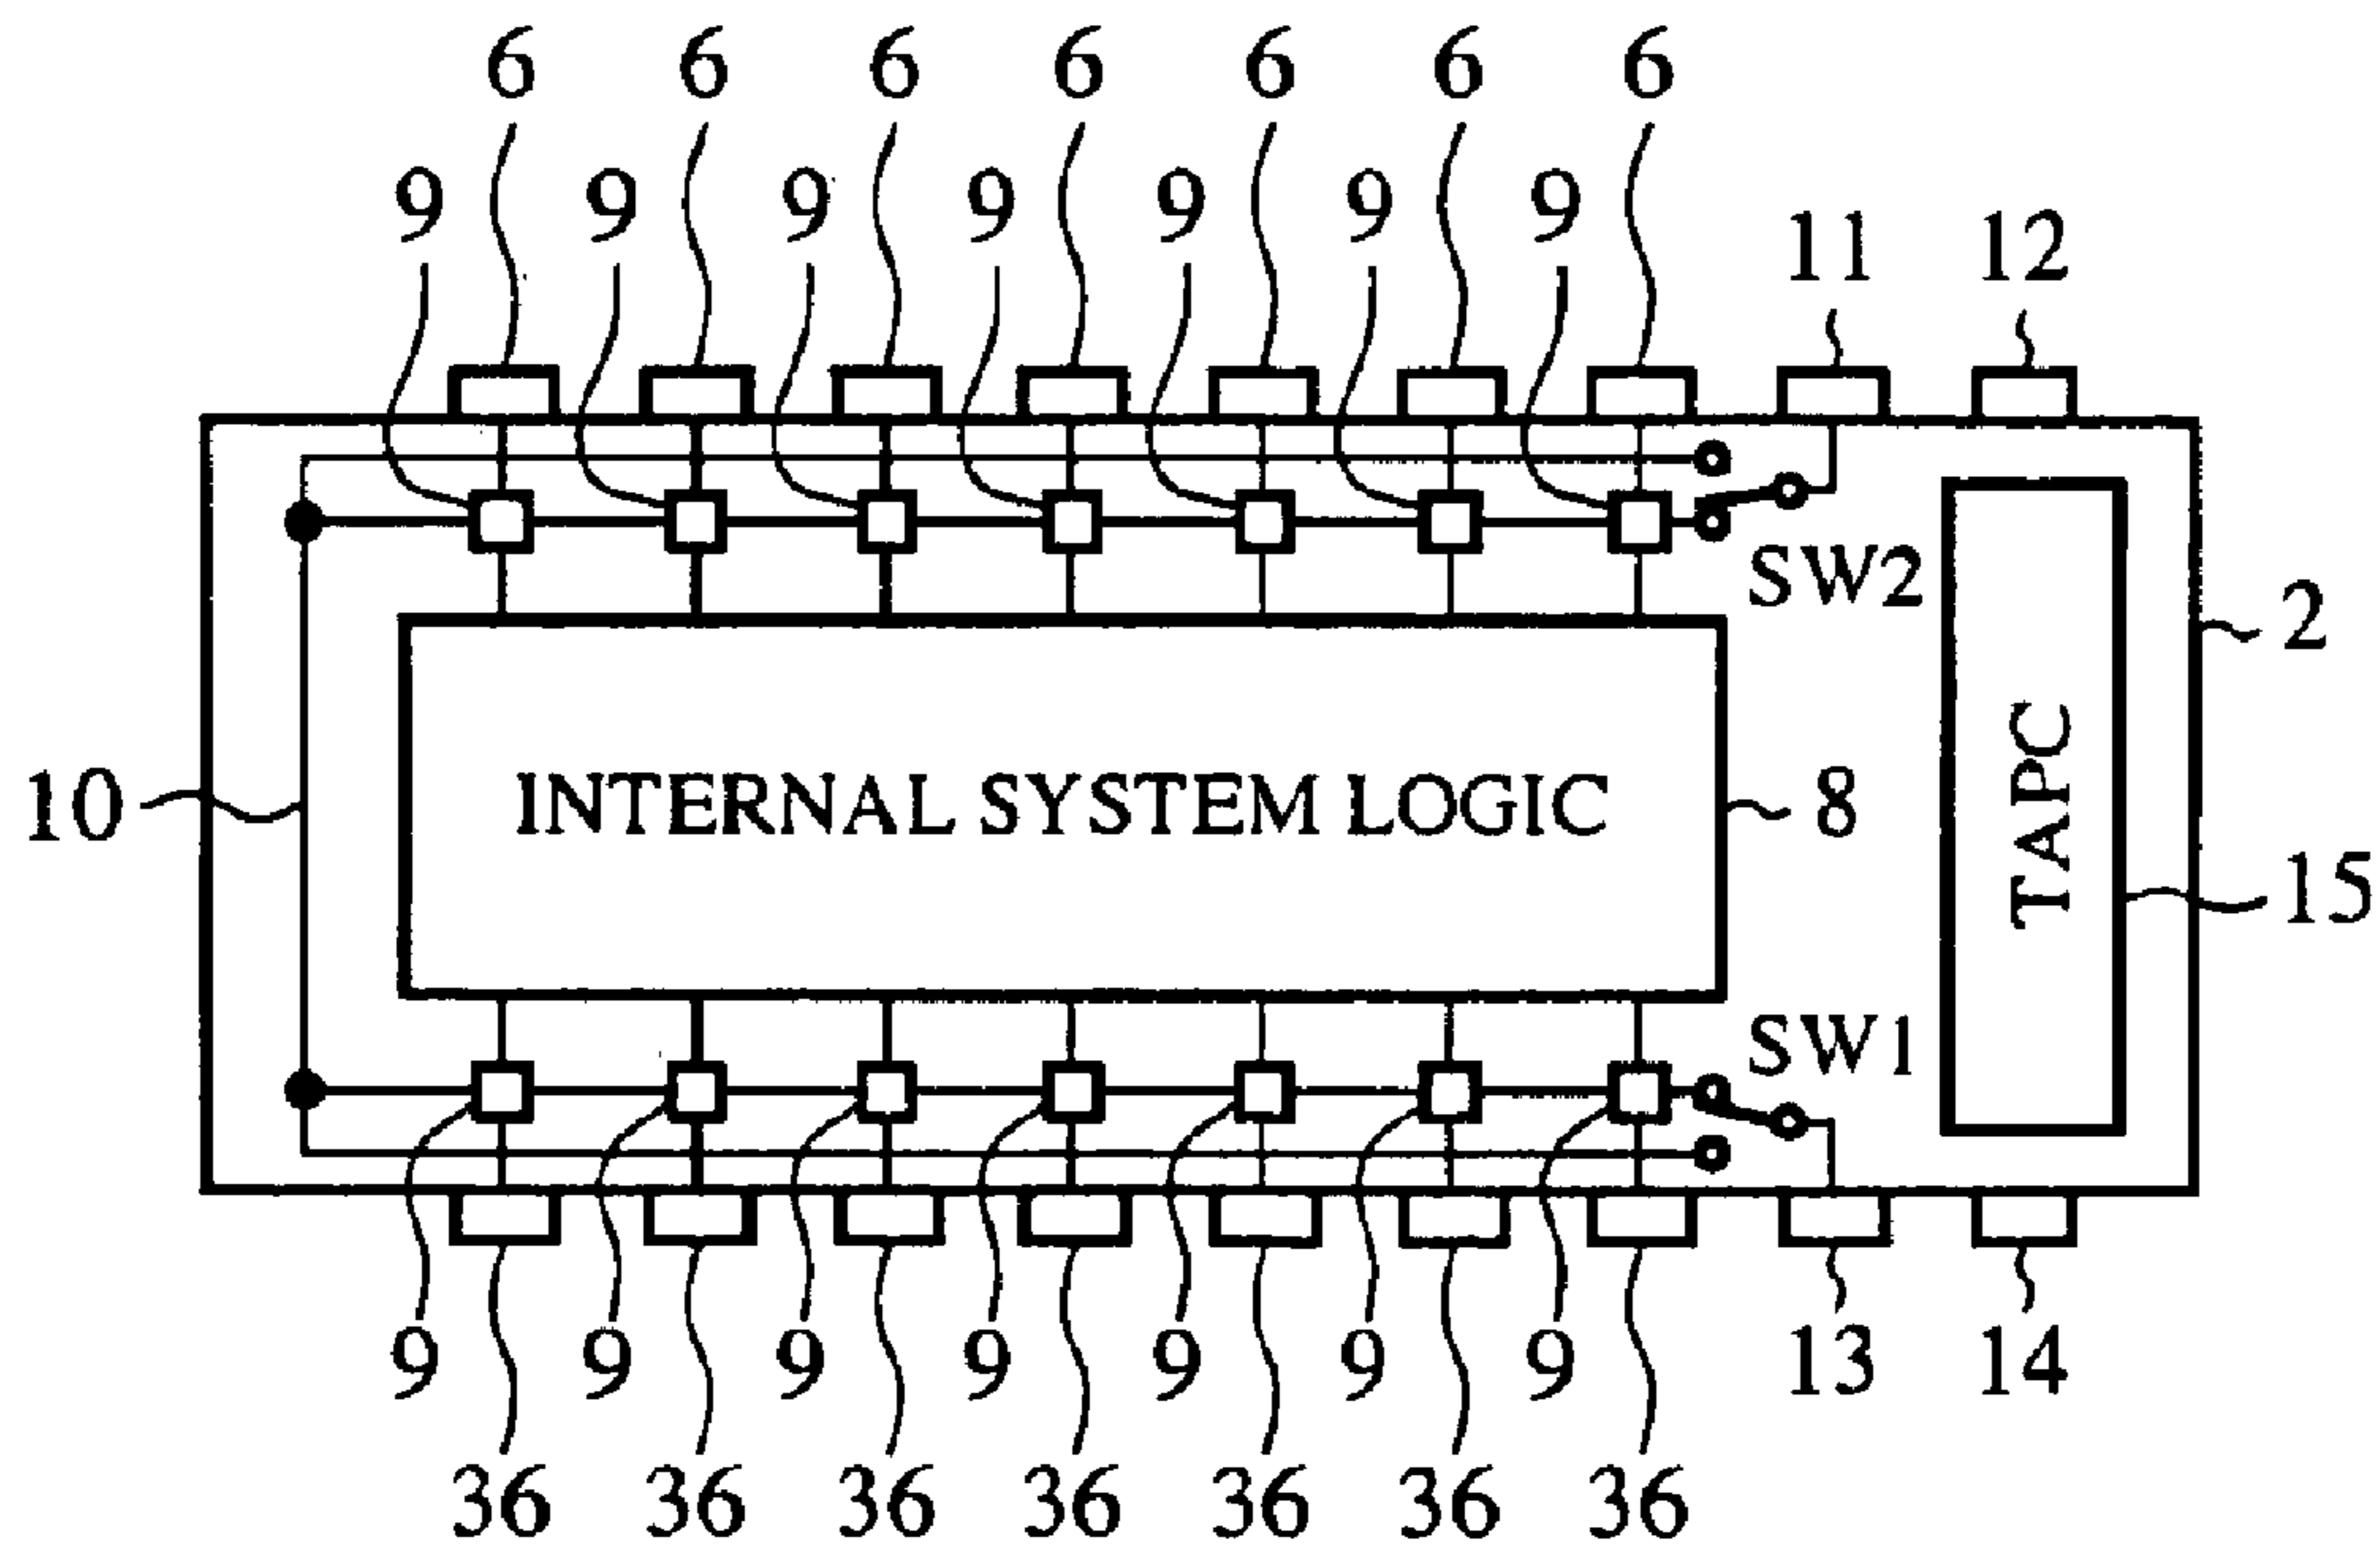 6 6 6 6 6 6 6
9 9 9 9 9 9 9 11 12
SW2
2
INTERNAL SYSTEM LOGIC
10
8
TAPC
15
SW1
9 9 9 9 9 9 9 13 14
36 36 36 36 36 36 36